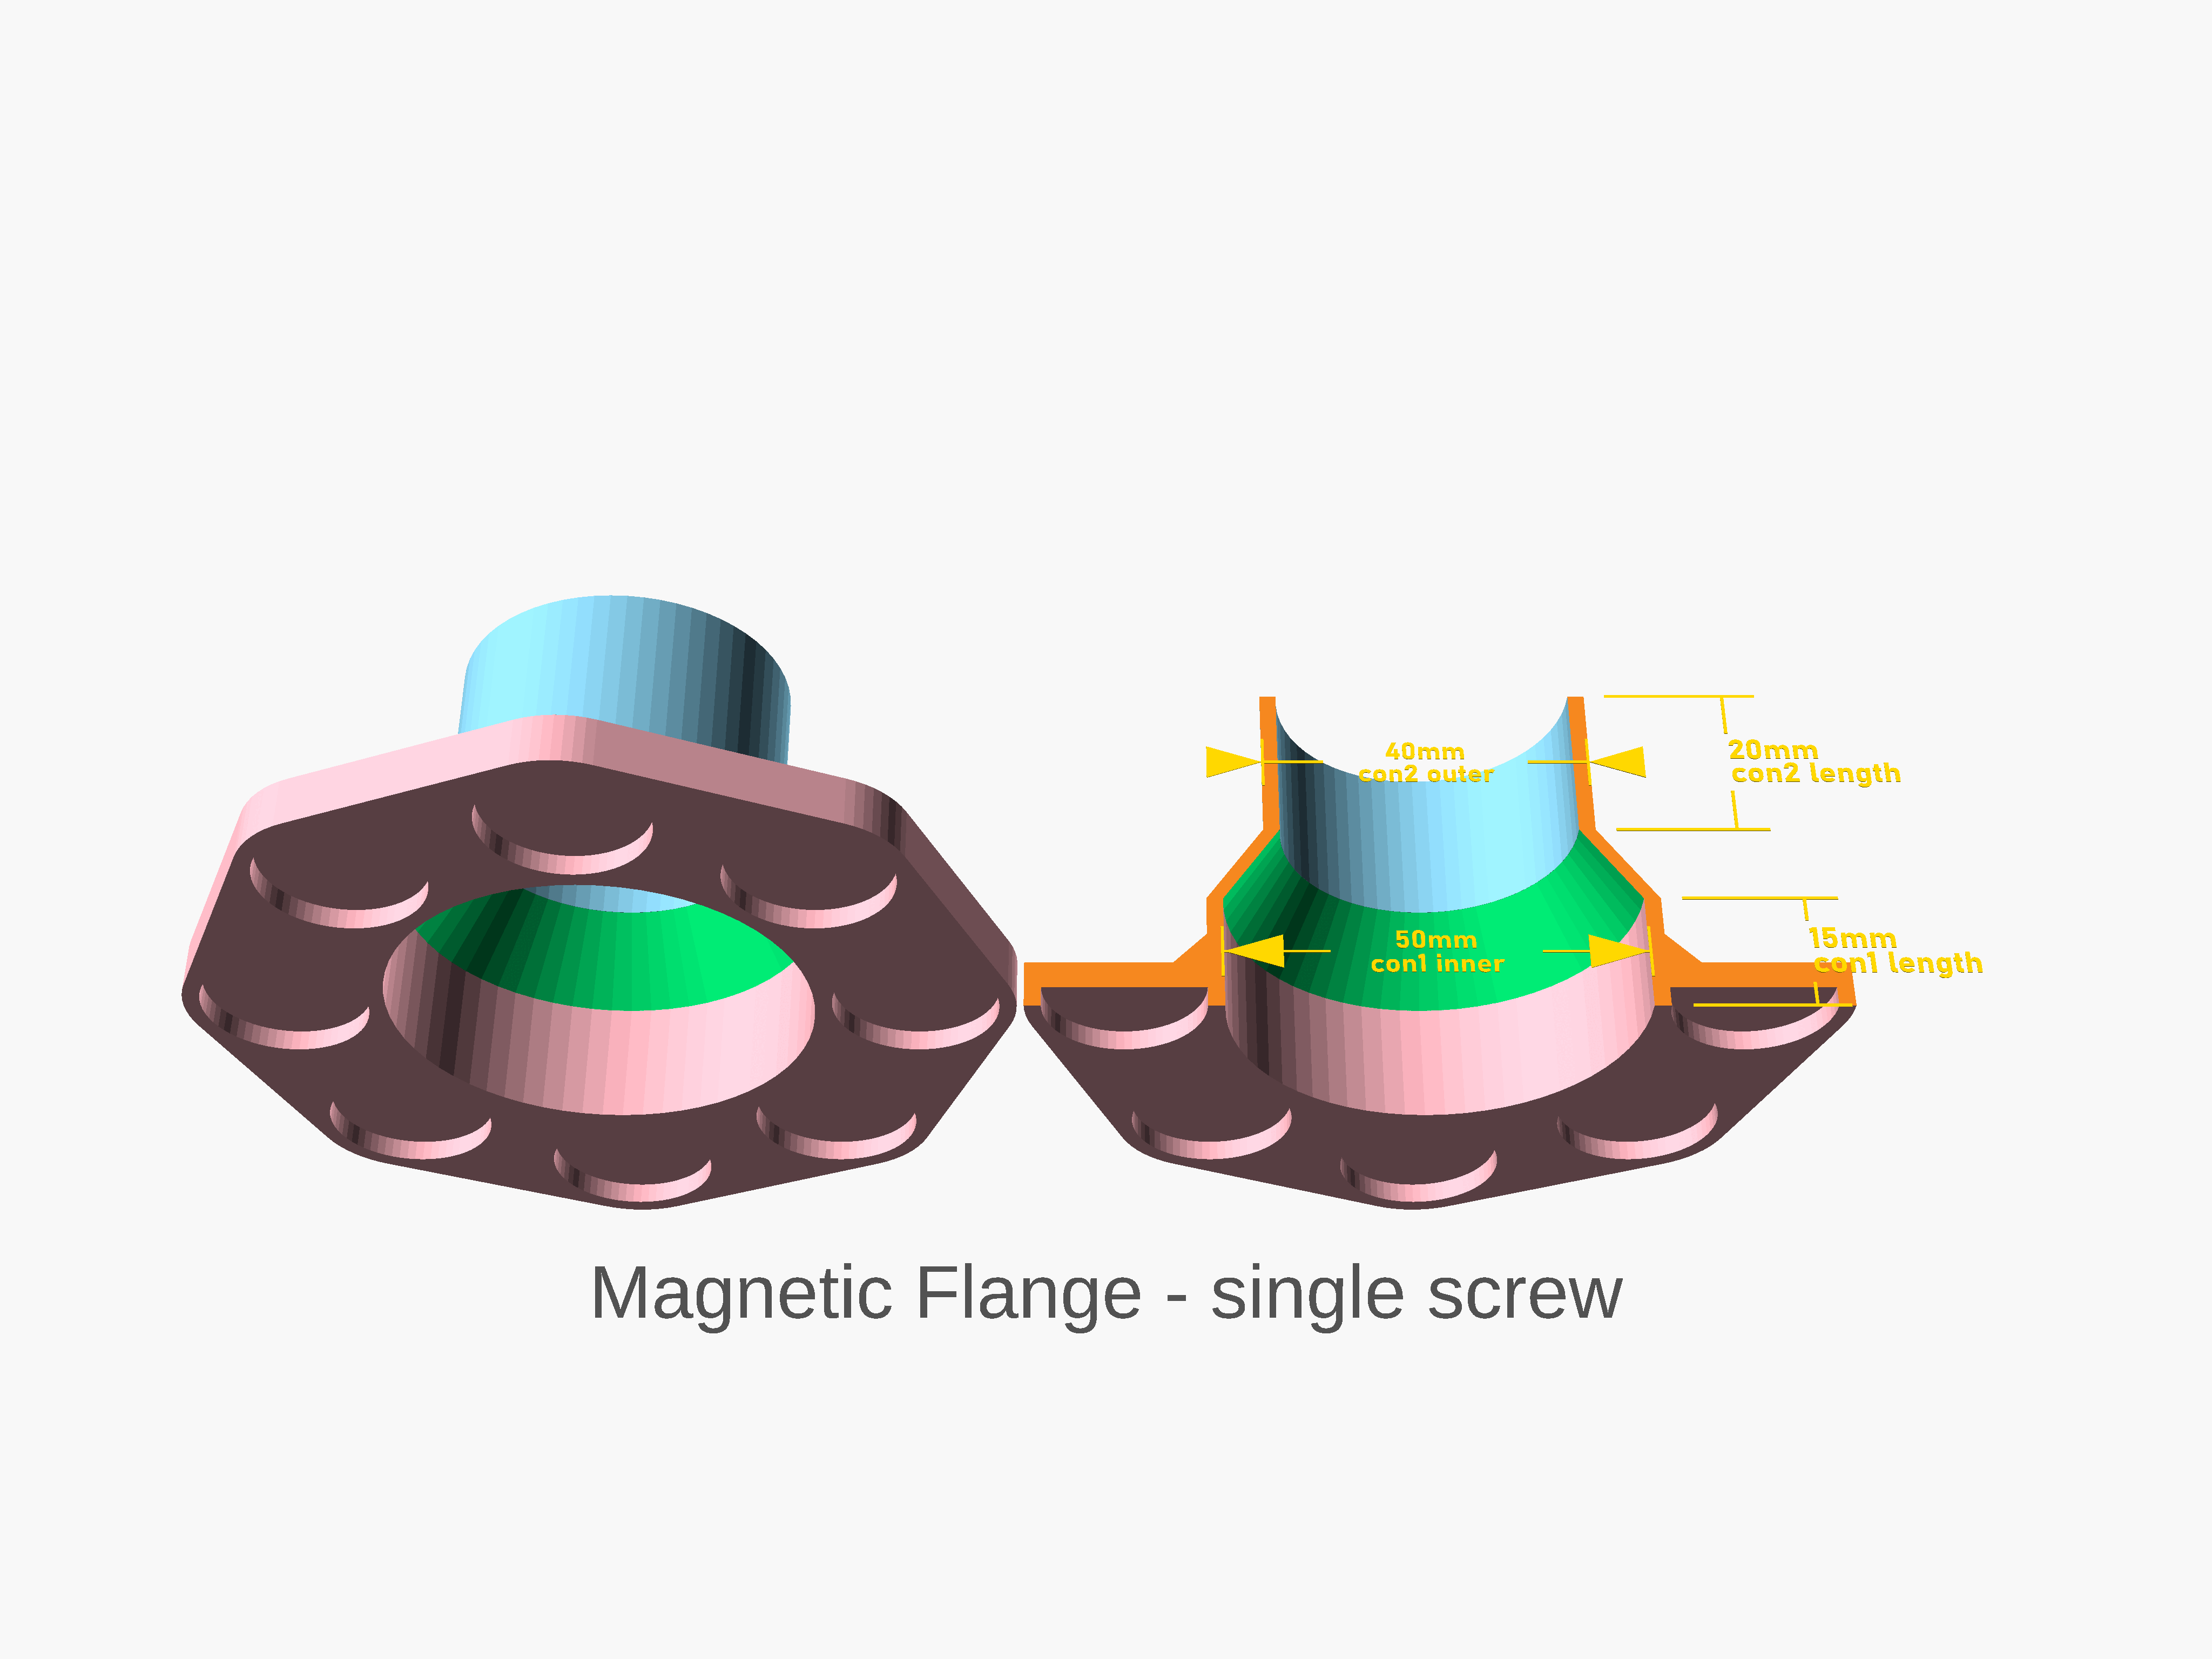 40mm
con2 outer
20mm
con2 length
50mm
con1 inner
15mm
con1 length
Magnetic Flange - single screw